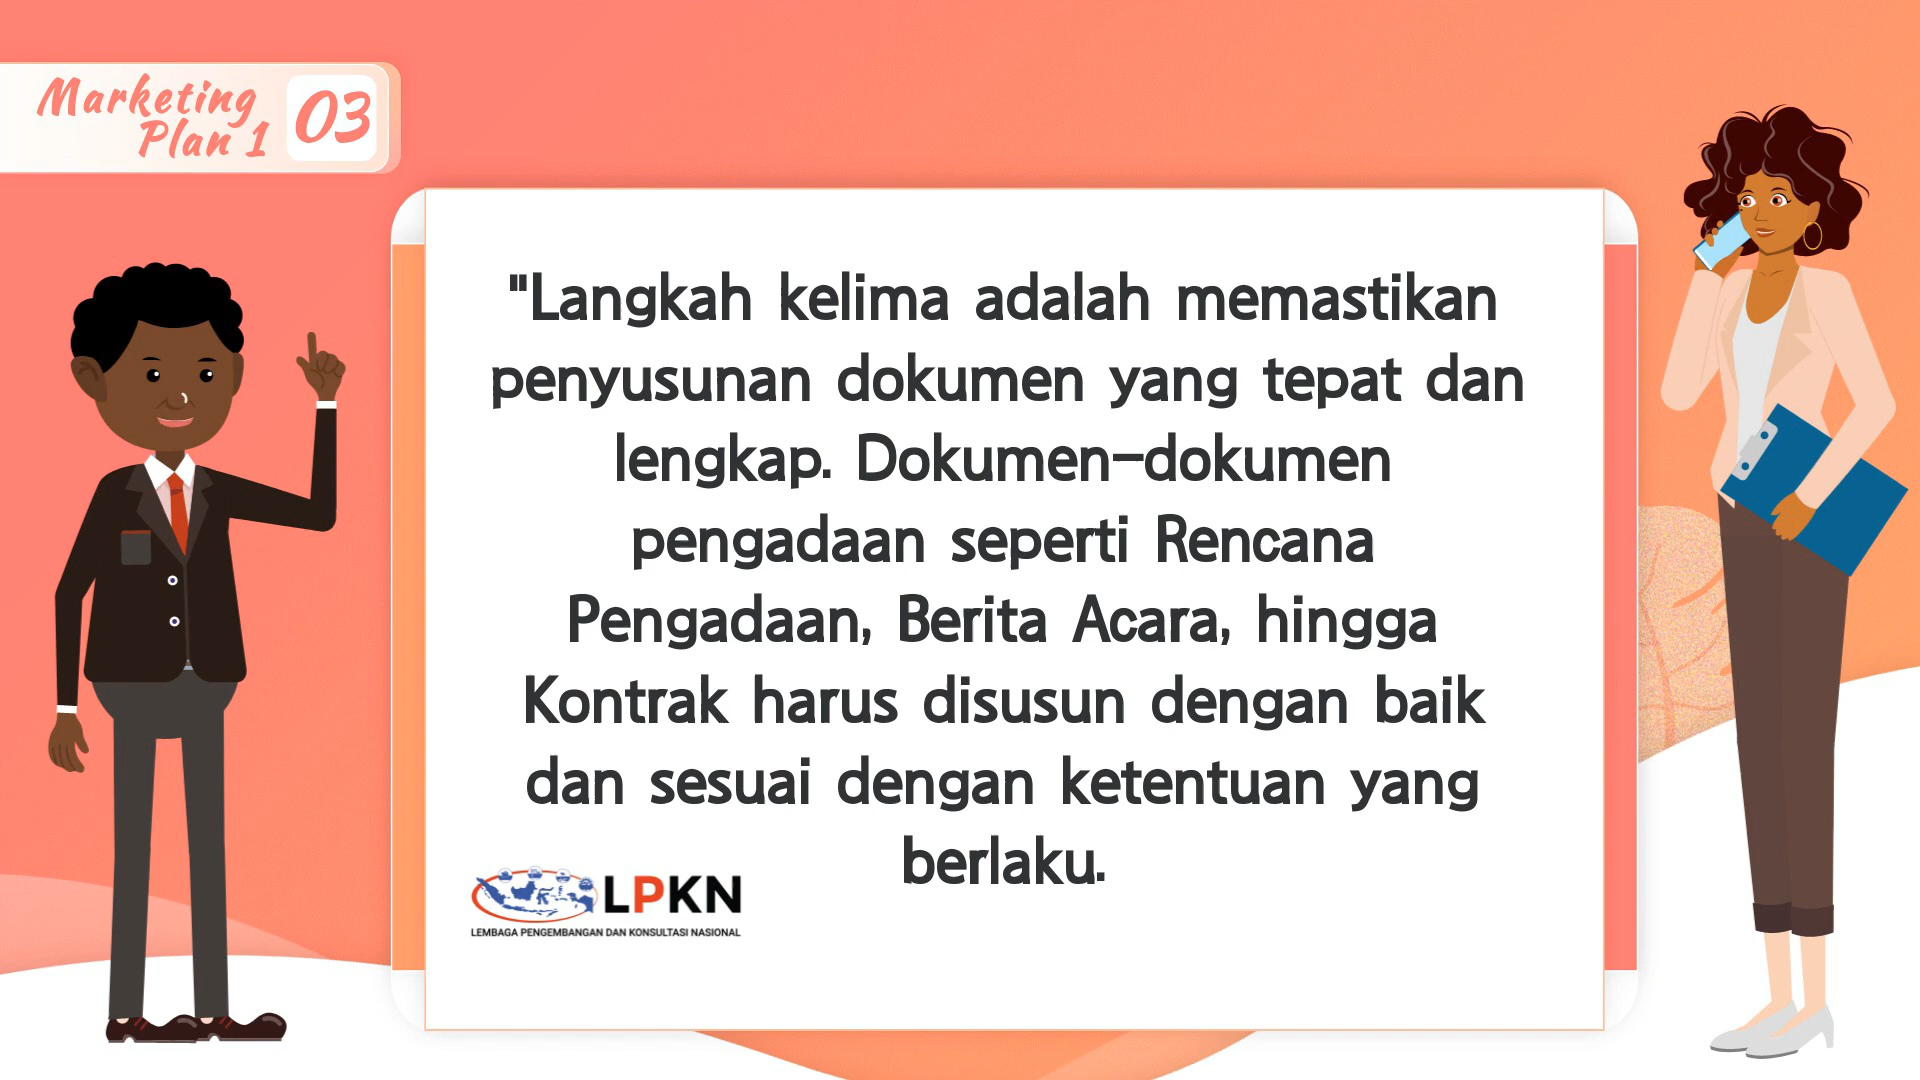 Marketing
Plan 1
03
"Langkah kelima adalah memastikan
penyusunan dokumen yang tepat dan
lengkap. Dokumen-dokumen
pengadaan seperti Rencana
Pengadaan, Berita Acara, hingga
Kontrak harus disusun dengan baik
dan sesuai dengan ketentuan yang
berlaku.
LPKN
LEMBAGA PENGEMBANGAN DAN KONSULTASI NASIONAL